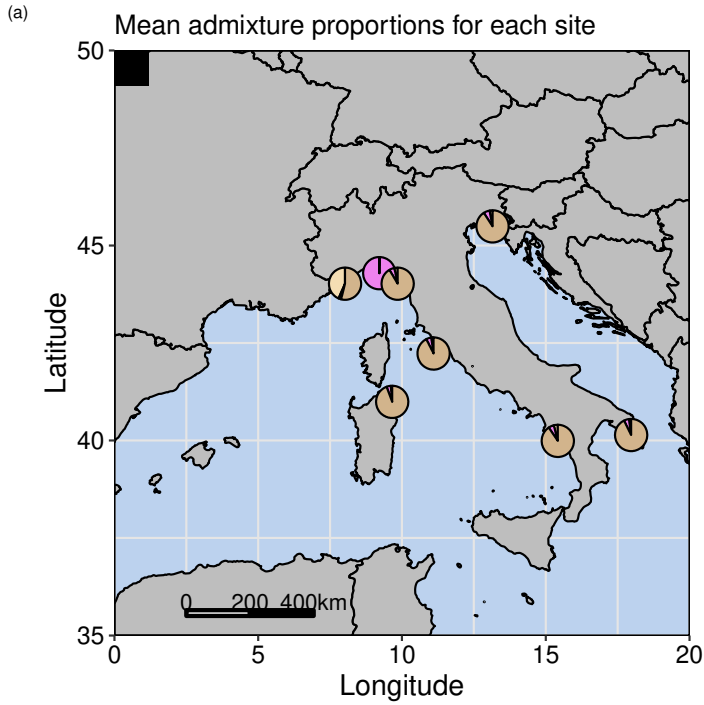 (a)
Mean admixture proportions for each site
50
45
40
35
Latitude
0 200 400km
0 5 10 15 20
Longitude